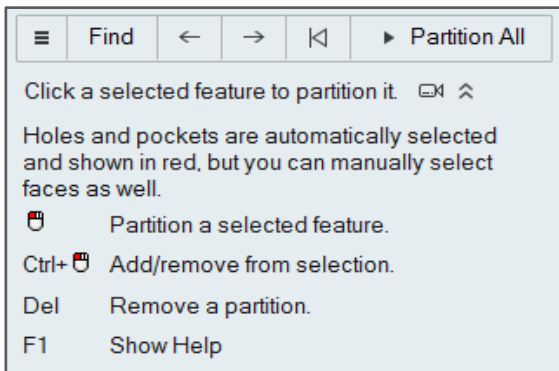 Find Partition All
Click a selected feature to partition it.
Holes and pockets are automatically selected
and shown in red, but you can manually select
faces as well.
Partition a selected feature.
Ctrl+ Add/remove from selection.
Del Remove a partition.
F1 Show Help